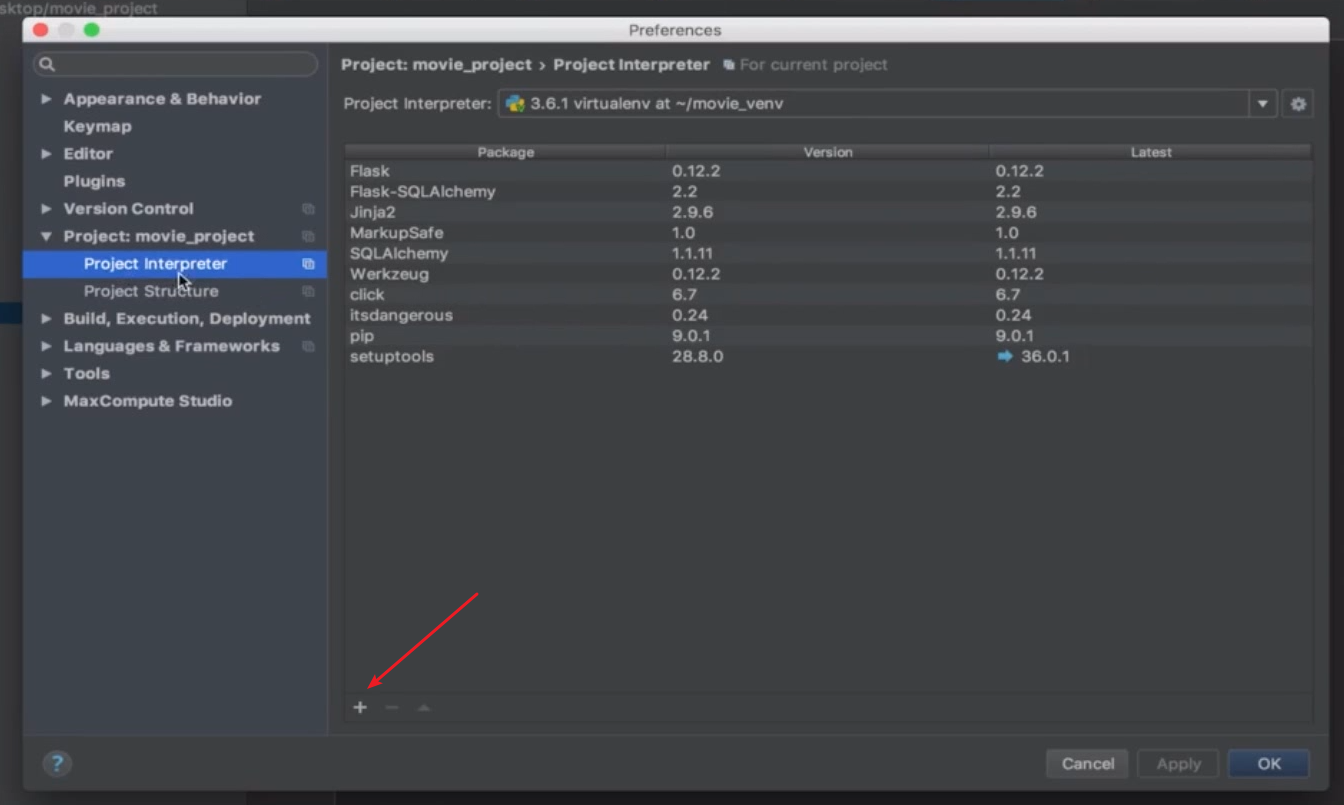 sktop/movie_project
Preferences
Project: movie_project › Project Interpreter For current project
Project Interpreter: 3.6.1 virtualenv at ~/movie_venv
Appearance & Behavior
Keymap
Editor
Plugins
Version Control
Project: movie_project
Project Interpreter
Project Structure
Build, Execution, Deployment
Languages & Frameworks
Tools
MaxCompute Studio
Package Version Latest
Flask 0.12.2 0.12.2
Flask-SQLAlchemy 2.2 2.2
Jinja2 2.9.6 2.9.6
MarkupSafe 1.0 1.0
SQLAlchemy 1.1.11 1.1.11
Werkzeug 0.12.2 0.12.2
click 6.7 6.7
itsdangerous 0.24 0.24
pip 9.0.1 9.0.1
setuptools 28.8.0 36.0.1
?
Cancel Apply OK